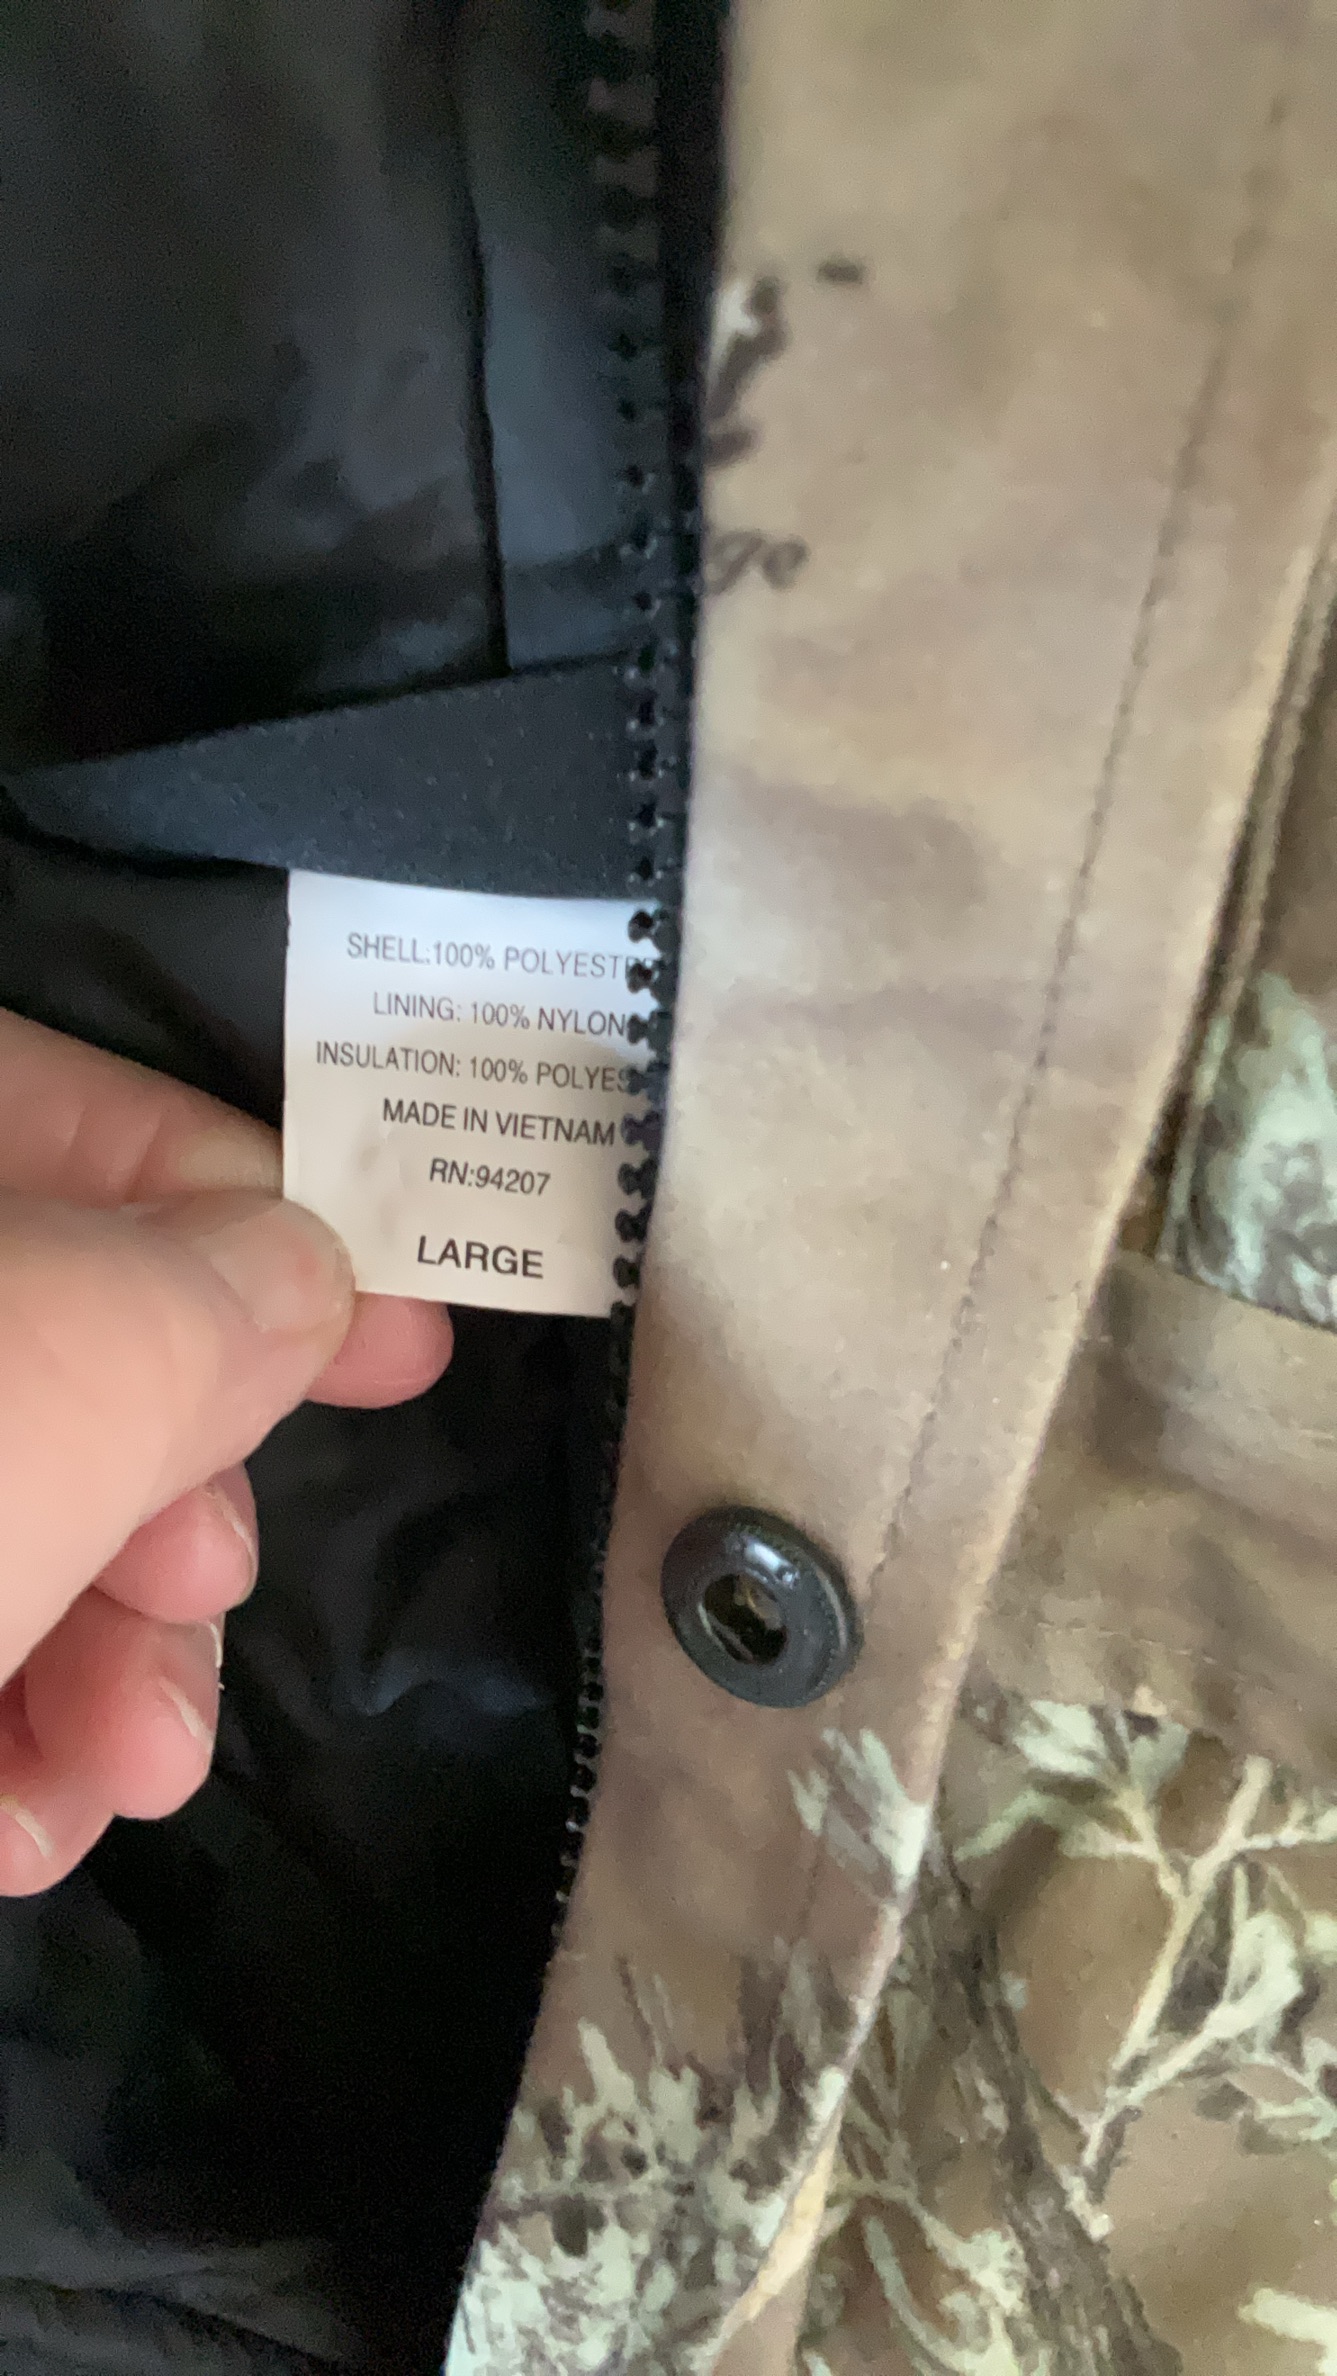 SHELL:100% POLYESTE
LINING: 100% NYLON
INSULATION: 100% POLYES
MADE IN VIETNAM
RN:94207
LARGE